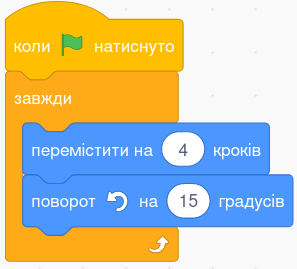 коли натиснуто
завжди
перемістити на 4 кроків
поворот на 15 градусів